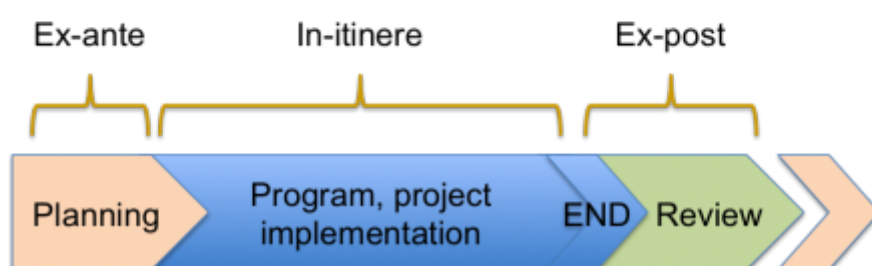 Ex-ante
In-itinere
Ex-post
Planning
Program, project
implementation
END
Review